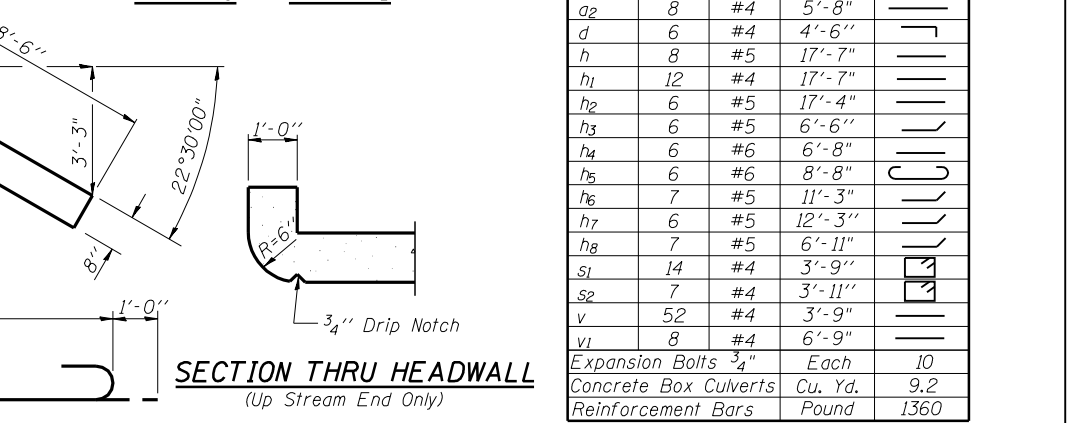 8'-6''
3'-3"
22°30'00"
8''
1'-0''
R=6''
3/4'' Drip Notch
1'-0''
SECTION THRU HEADWALL
(Up Stream End Only)
a2 8 #4 5'-8"
d 6 #4 4'-6''
h 8 #5 17'-7"
h1 12 #4 17'-7"
h2 6 #5 17'-4"
h3 6 #5 6'-6''
h4 6 #6 6'-8"
h5 6 #6 8'-8"
h6 7 #5 11'-3"
h7 6 #5 12'-3''
h8 7 #5 6'-11"
s1 14 #4 3'-9''
s2 7 #4 3'-11''
v 52 #4 3'-9"
v1 8 #4 6'-9"
Expansion Bolts 3/4" Each 10
Concrete Box Culverts Cu. Yd. 9.2
Reinforcement Bars Pound 1360